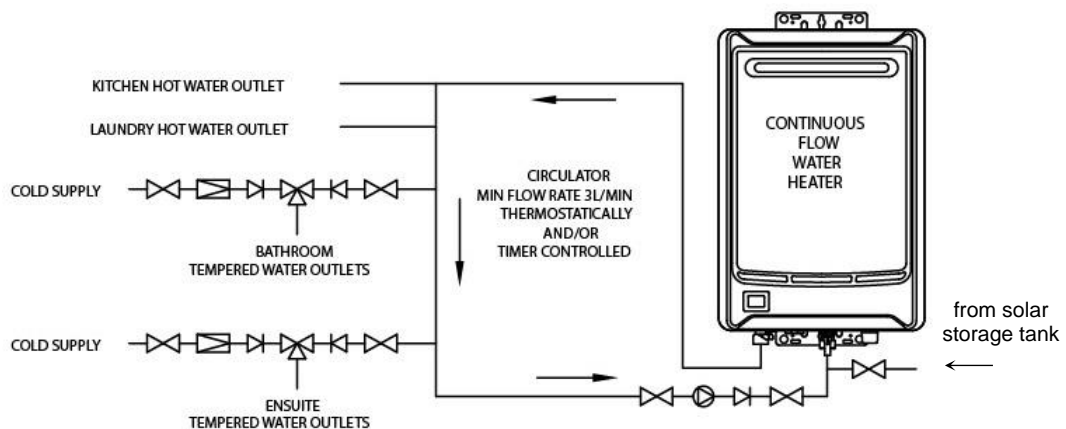 KITCHEN HOT WATER OUTLET
LAUNDRY HOT WATER OUTLET
COLD SUPPLY
BATHROOM
TEMPERED WATER OUTLETS
COLD SUPPLY
ENSUITE
TEMPERED WATER OUTLETS
CIRCULATOR
MIN FLOW RATE 3L/MIN
THERMOSTATICALLY
AND/OR
TIMER CONTROLLED
CONTINUOUS
FLOW
WATER
HEATER
from solar
storage tank